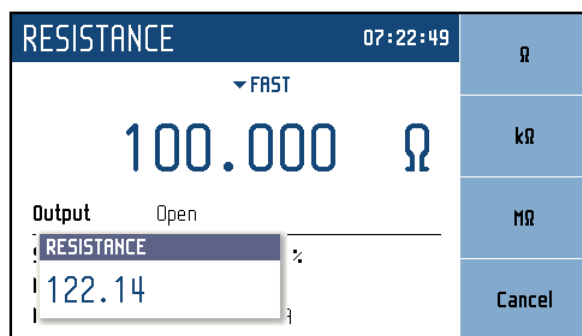 RESISTANCE 07:22:49
FAST
100.000 Ω
Output Open
RESISTANCE
%
122.14
Ω
kΩ
MΩ
Cancel